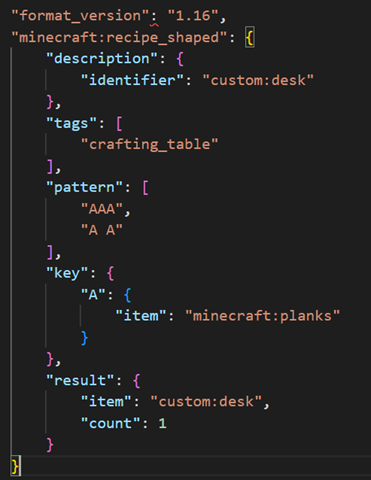 "format_version": "1.16",
"minecraft:recipe_shaped": {
"description": {
"identifier": "custom:desk"
},
"tags": [
"crafting_table"
],
"pattern": [
"AAA",
"A A"
],
"key": {
"A": {
"item": "minecraft:planks"
}
},
"result": {
"item": "custom:desk",
"count": 1
}
}